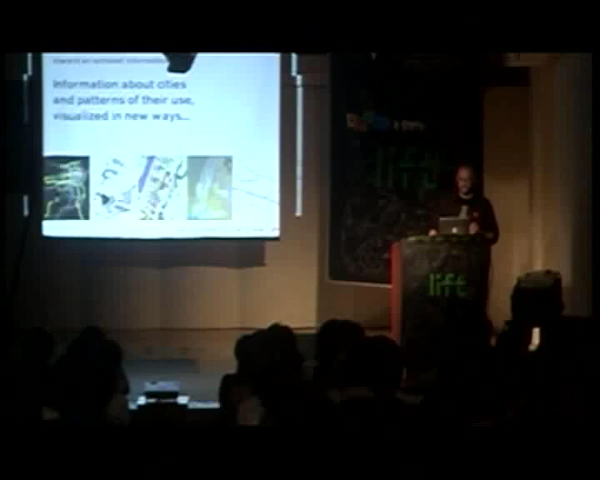 Information about cities
and patterns of their use,
visualized in new ways...
lift
lift